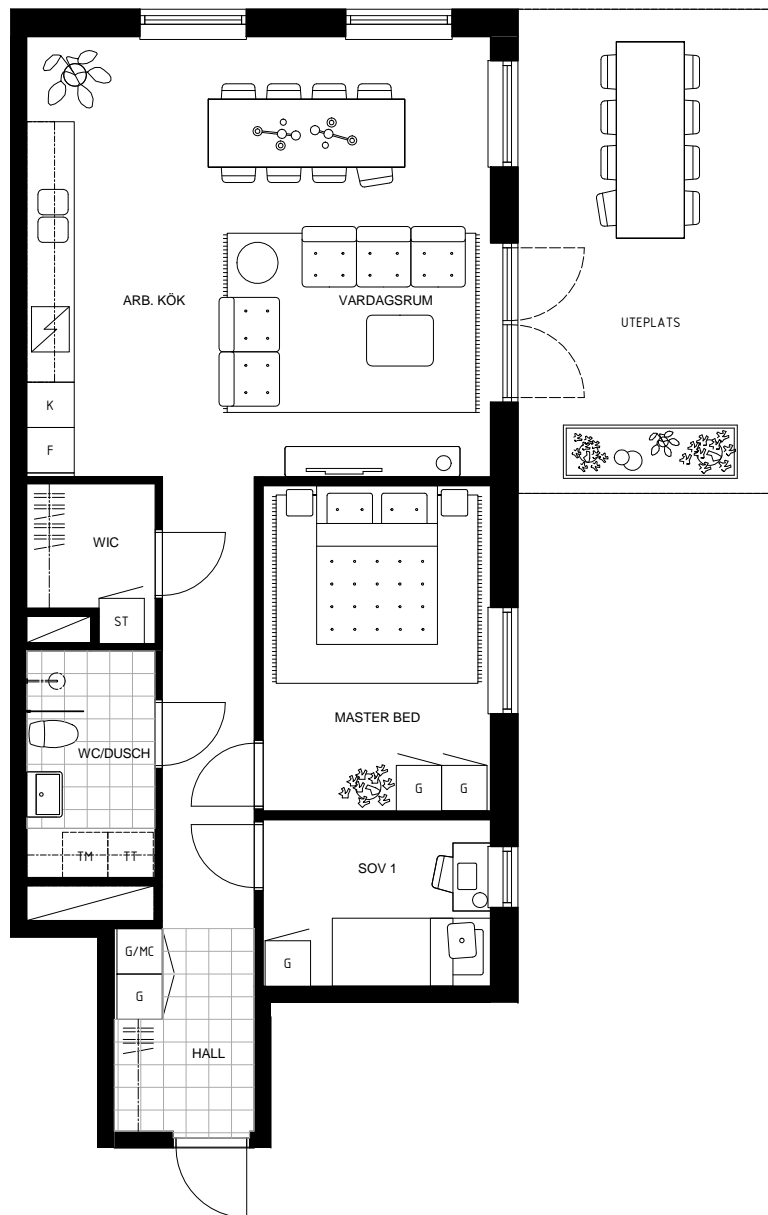 ARB. KÖK
VARDAGSRUM
UTEPLATS
K
F
WIC
ST
MASTER BED
WC/DUSCH
G
G
TM
TT
SOV 1
G/MC
G
G
HALL